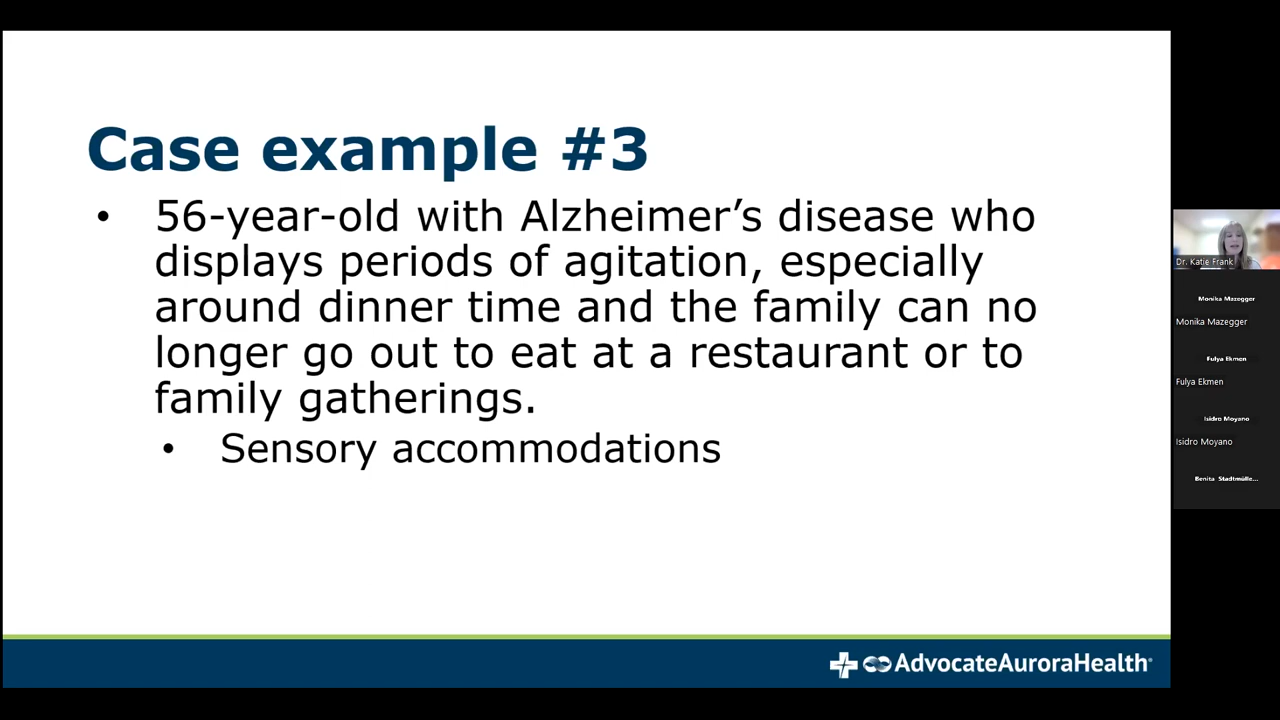 Case example #3
• 56-year-old with Alzheimer’s disease who
displays periods of agitation, especially
around dinner time and the family can no
longer go out to eat at a restaurant or to
family gatherings.
• Sensory accommodations
AdvocateAuroraHealth®
Dr. Katie Frank
Monika Mazegger
Monika Mazegger
Fulya Ekmen
Fulya Ekmen
Isidro Moyano
Isidro Moyano
Benita Stadtmülle...